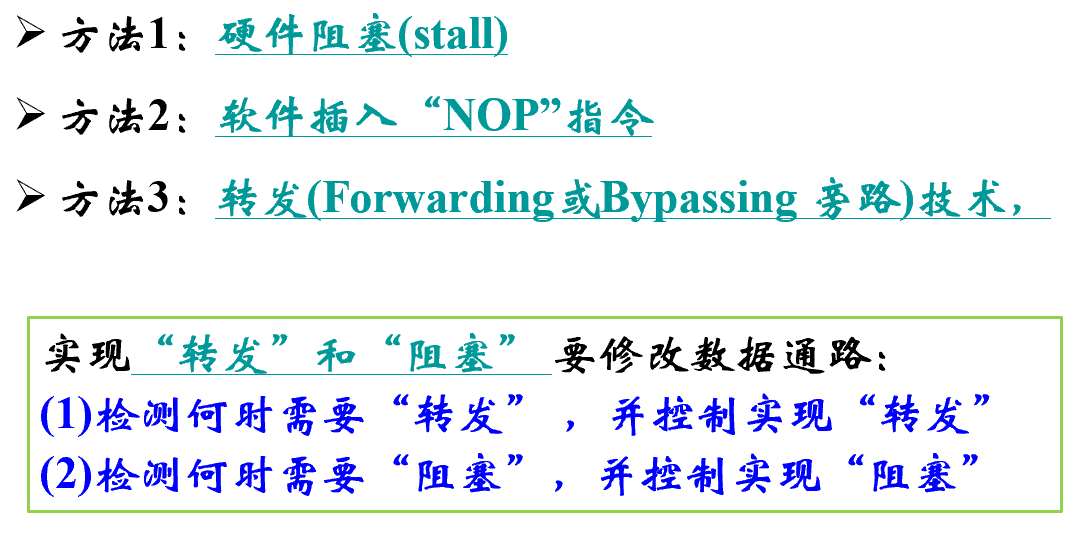 ➢ 方法1：硬件阻塞(stall)
➢ 方法2：软件插入“NOP”指令
➢ 方法3：转发(Forwarding或Bypassing 旁路)技术，
实现“转发”和“阻塞” 要修改数据通路：
(1)检测何时需要“转发” ，并控制实现“转发”
(2)检测何时需要“阻塞” ，并控制实现“阻塞”